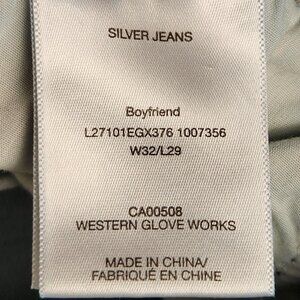 SILVER JEANS
Boyfriend
L27101EGX376 1007356
W32/L29
CA00508
WESTERN GLOVE WORKS
MADE IN CHINA/
FABRIQUÉ EN CHINE